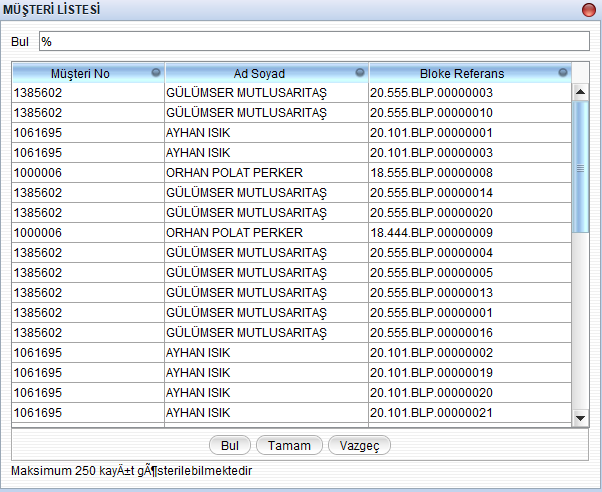 MÜŞTERİ LİSTESİ
Bul %
Müşteri No Ad Soyad Bloke Referans
1385602 GÜLÜMSER MUTLUSARITAŞ 20.555.BLP.00000003
1385602 GÜLÜMSER MUTLUSARITAŞ 20.555.BLP.00000010
1061695 AYHAN ISIK 20.101.BLP.00000001
1061695 AYHAN ISIK 20.101.BLP.00000003
1000006 ORHAN POLAT PERKER 18.555.BLP.00000008
1385602 GÜLÜMSER MUTLUSARITAŞ 20.555.BLP.00000014
1385602 GÜLÜMSER MUTLUSARITAŞ 20.555.BLP.00000020
1000006 ORHAN POLAT PERKER 18.444.BLP.00000009
1385602 GÜLÜMSER MUTLUSARITAŞ 20.555.BLP.00000004
1385602 GÜLÜMSER MUTLUSARITAŞ 20.555.BLP.00000005
1385602 GÜLÜMSER MUTLUSARITAŞ 20.555.BLP.00000013
1385602 GÜLÜMSER MUTLUSARITAŞ 20.555.BLP.00000001
1385602 GÜLÜMSER MUTLUSARITAŞ 20.555.BLP.00000016
1061695 AYHAN ISIK 20.101.BLP.00000002
1061695 AYHAN ISIK 20.101.BLP.00000019
1061695 AYHAN ISIK 20.101.BLP.00000020
1061695 AYHAN ISIK 20.101.BLP.00000021
Bul Tamam Vazgeç
Maksimum 250 kayÄ±t gÃ¶sterilebilmektedir